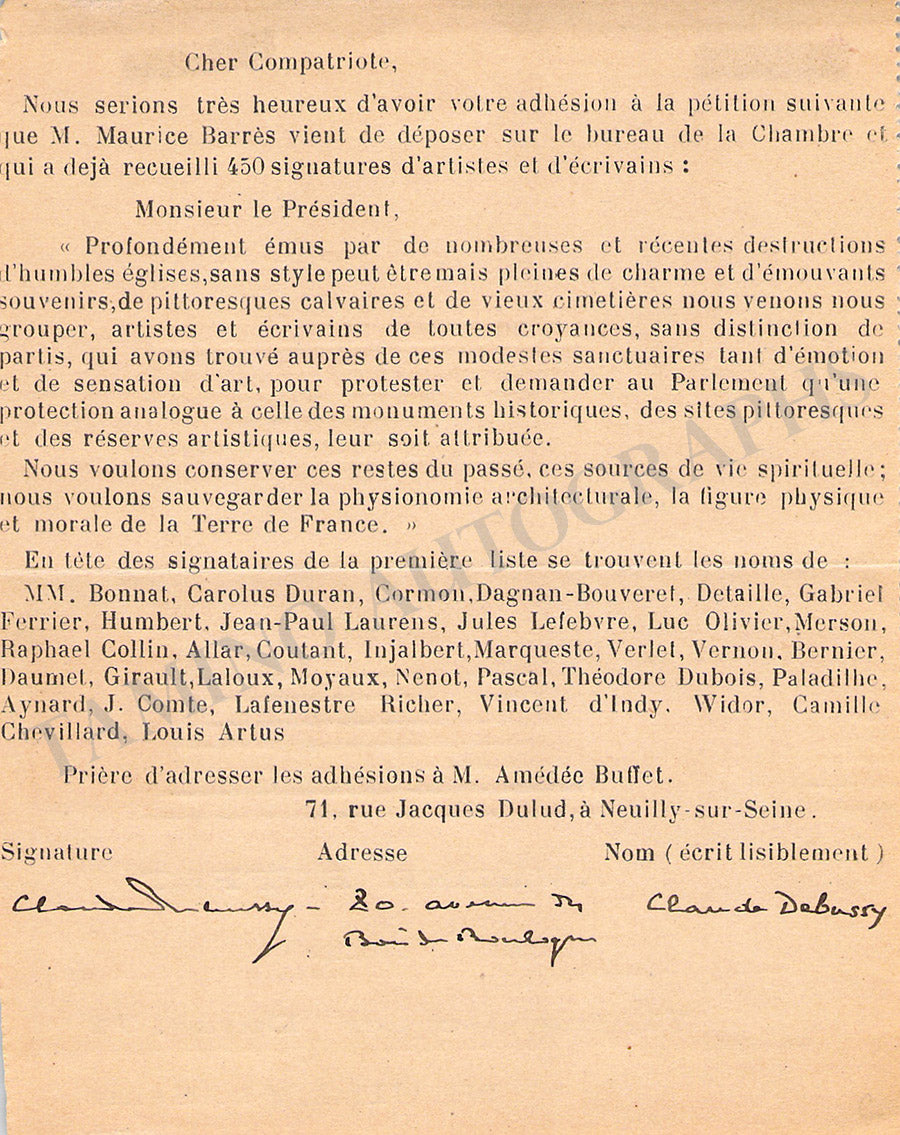 Cher Compatriote,
Nous serions très heureux d'avoir votre adhésion à la pétition suivante
que M. Maurice Barrès vient de déposer sur le bureau de la Chambre et
qui a dejà recueilli 450 signatures d'artistes et d'écrivains :
Monsieur le Président,
« Profondément émus par de nombreuses et récentes destructions
d'humbles églises, sans style peut être mais pleines de charme et d'émouvants
souvenirs, de pittoresques calvaires et de vieux cimetières nous venons nous
grouper, artistes et écrivains de toutes croyances, sans distinction de
partis, qui avons trouvé auprès de ces modestes sanctuaires tant d'émotion
et de sensation d'art, pour protester et demander au Parlement qu'une
protection analogue à celle des monuments historiques, des sites pittoresques
et des réserves artistiques, leur soit attribuée.
Nous voulons conserver ces restes du passé, ces sources de vie spirituelle ;
nous voulons sauvegarder la physionomie architecturale, la figure physique
et morale de la Terre de France. »
En tète des signataires de la première liste se trouvent les noms de :
MM. Bonnat, Carolus Duran, Cormon, Dagnan-Bouveret, Detaille, Gabriel
Ferrier, Humbert, Jean-Paul Laurens, Jules Lefebvre, Luc Olivier, Merson,
Raphael Collin, Allar, Coutant, Injalbert, Marqueste, Verlet, Vernon, Bernier,
Daumet, Girault, Laloux, Moyaux, Nenot, Pascal, Théodore Dubois, Paladilhe,
Aynard, J. Comte, Lafenestre Richer, Vincent d'Indy. Widor, Camille
Chevillard, Louis Artus
Prière d'adresser les adhésions à M. Amédée Buffet.
71, rue Jacques Dulud, à Neuilly-sur-Seine.
Signature Adresse Nom ( écrit lisiblement )
Claude Debussy - 80. avenue du Claude Debussy
Bois de Boulogne
TAMINO AUTOGRAPHS